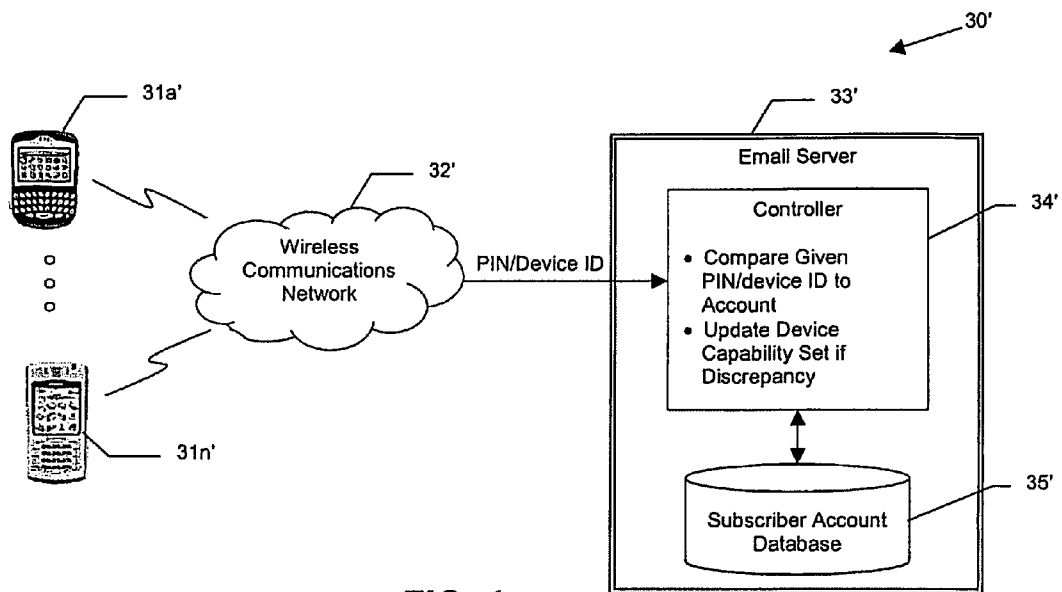 30'
31a'
33'
Email Server
32'
34'
Controller
Wireless
Communications
Network
PIN/Device ID
• Compare Given
PIN/device ID to
Account
• Update Device
Capability Set if
Discrepancy
31n'
35'
Subscriber Account
Database